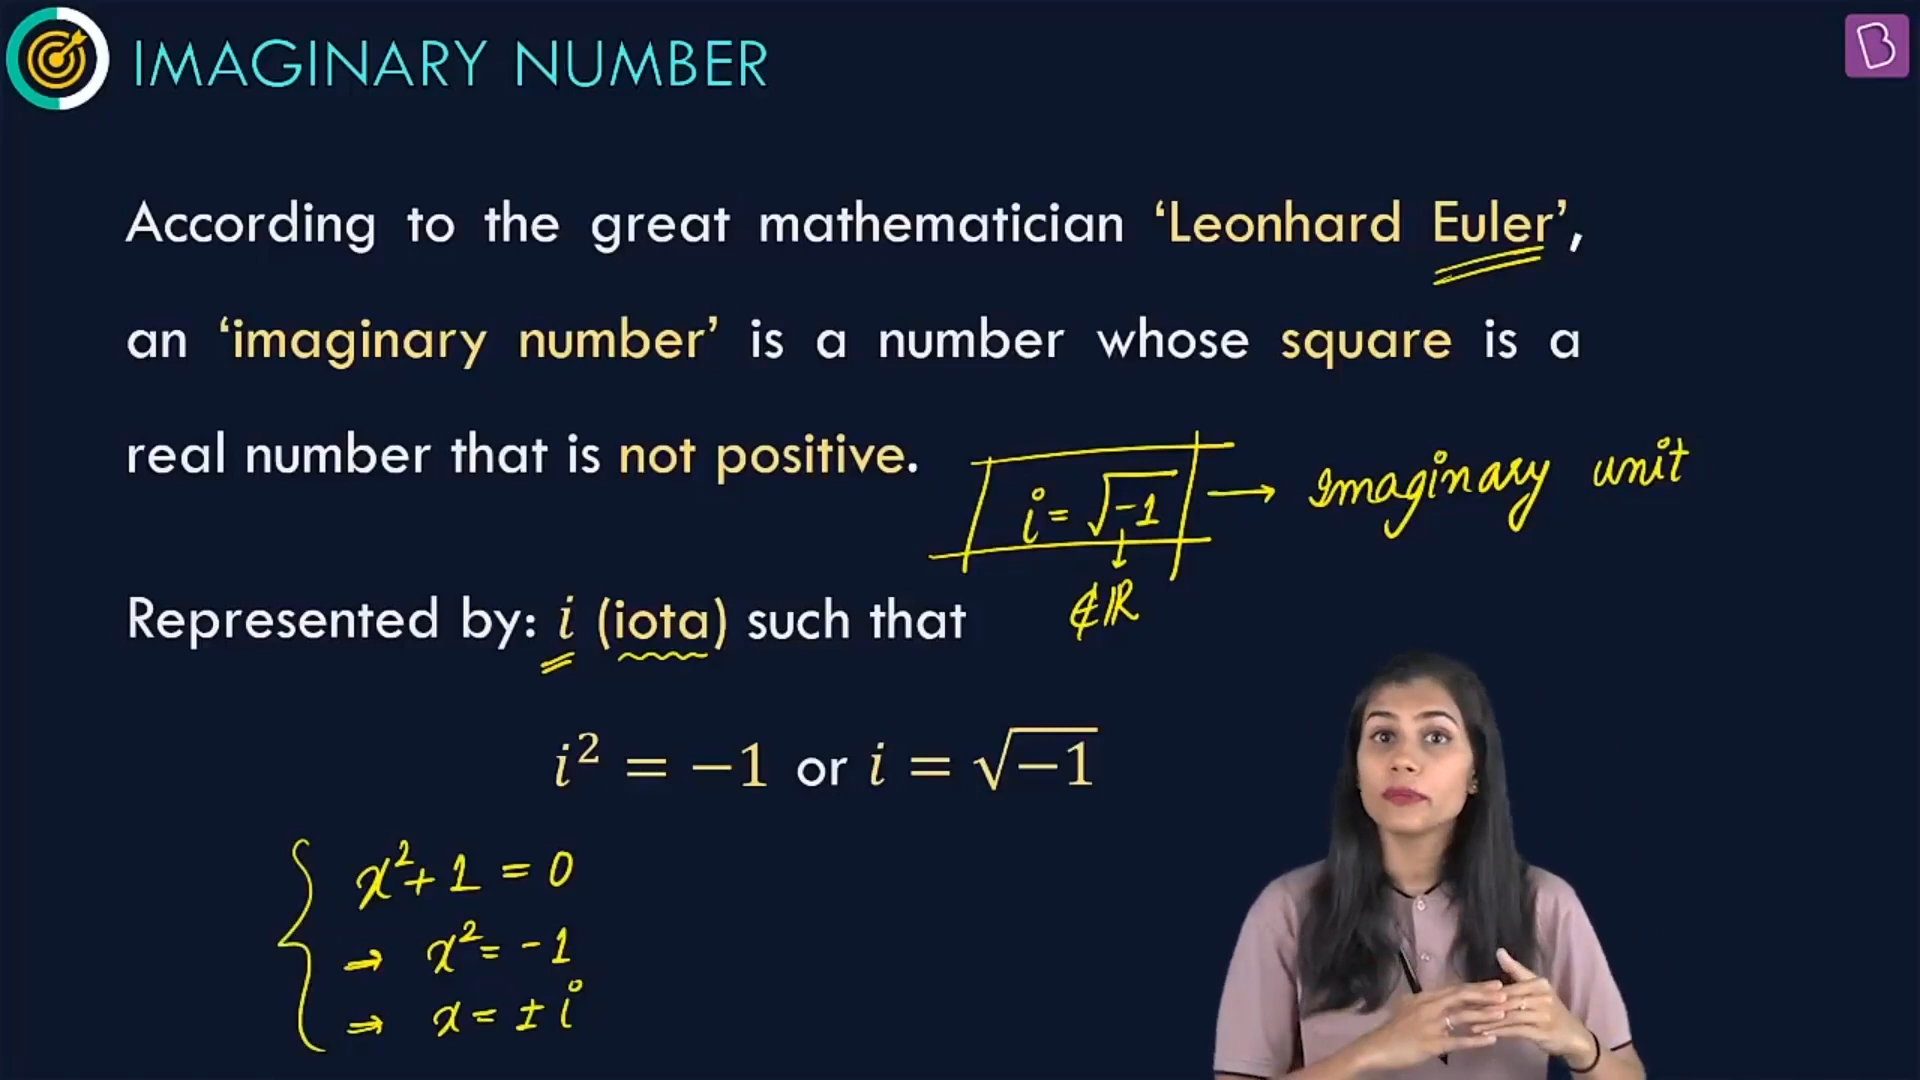 IMAGINARY NUMBER
B
According to the great mathematician ‘Leonhard Euler’,
an ‘imaginary number’ is a number whose square is a
real number that is not positive.
i = √-1 → Imaginary unit
∉ℝ
Represented by: i (iota) such that
i² = −1 or i = √−1
x² + 1 = 0
⇒ x² = -1
⇒ x = ± i